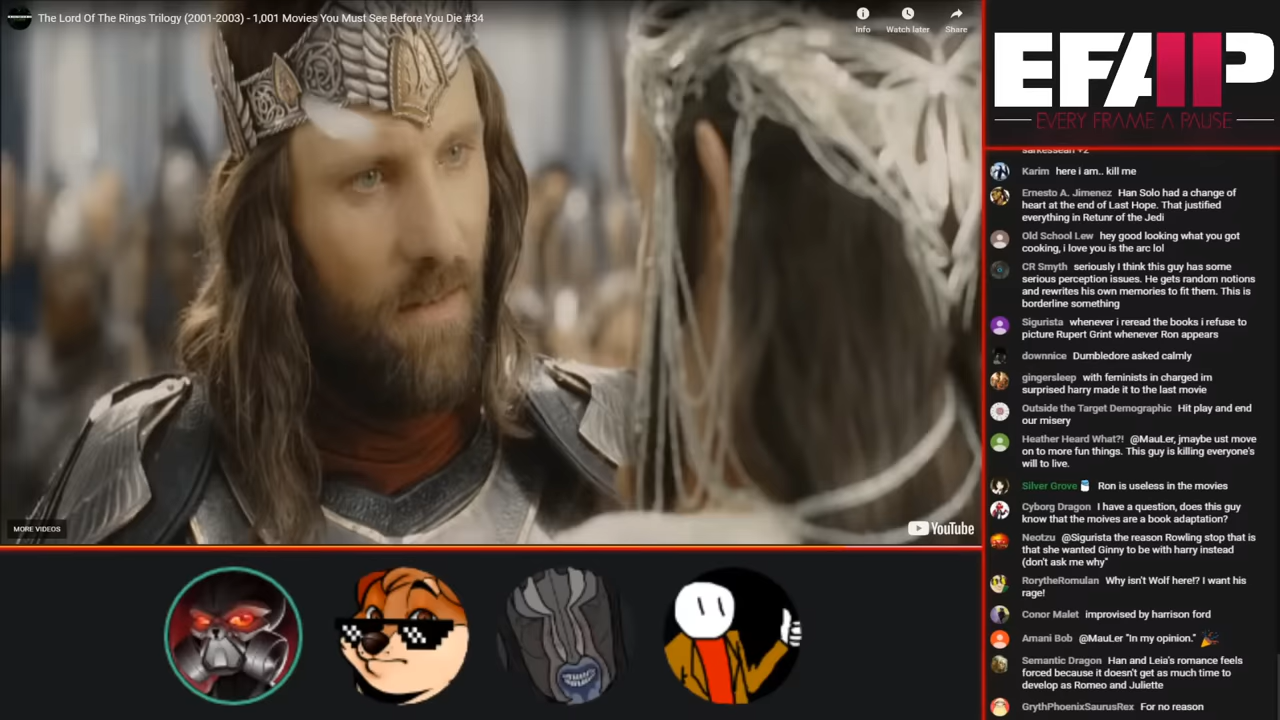 The Lord Of The Rings Trilogy (2001-2003) - 1,001 Movies You Must See Before You Die #34
Info
Watch later
Share
MORE VIDEOS
YouTube
EFAP
EVERY FRAME A PAUSE
Karim here i am.. kill me
Ernesto A. Jimenez Han Solo had a change of
heart at the end of Last Hope. That justified
everything in Retunr of the Jedi
Old School Lew hey good looking what you got
cooking, i love you is the arc lol
CR Smyth seriously I think this guy has some
serious perception issues. He gets random notions
and rewrites his own memories to fit them. This is
borderline something
Sigurista whenever i reread the books i refuse to
picture Rupert Grint whenever Ron appears
downnice Dumbledore asked calmly
gingersleep with feminists in charged im
surprised harry made it to the last movie
Outside the Target Demographic Hit play and end
our misery
Heather Heard What?! @MauLer, jmaybe ust move
on to more fun things. This guy is killing everyone's
will to live.
Silver Grove Ron is useless in the movies
Cyborg Dragon I have a question, does this guy
know that the moives are a book adaptation?
Neotzu @Sigurista the reason Rowling stop that is
that she wanted Ginny to be with harry instead
(don't ask me why"
RorytheRomulan Why isn't Wolf here!? I want his
rage!
Conor Malet improvised by harrison ford
Amani Bob @MauLer "In my opinion."
Semantic Dragon Han and Leia's romance feels
forced because it doesn't get as much time to
develop as Romeo and Juliette
GrythPhoenixSaurusRex For no reason